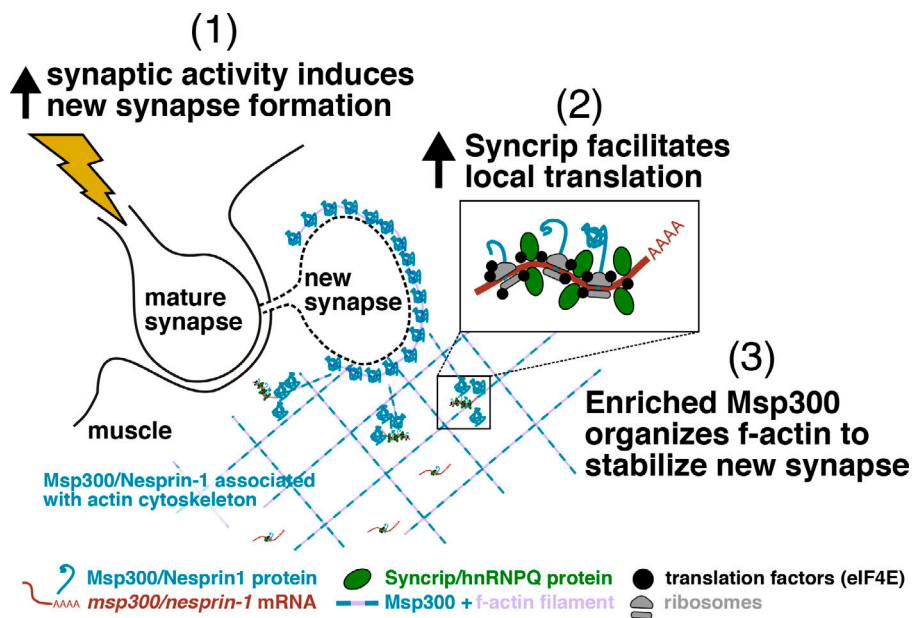 (1)
synaptic activity induces
new synapse formation
(2)
Syncrip facilitates
local translation
AAAA
new
synapse
mature
synapse
(3)
Enriched Msp300
organizes f-actin to
stabilize new synapse
muscle
Msp300/Nesprin-1 associated
with actin cytoskeleton
Msp300/Nesprin1 protein
Syncrip/hnRNPQ protein
translation factors (eIF4E)
AAAA msp300/nesprin-1 mRNA
Msp300 + f-actin filament
ribosomes